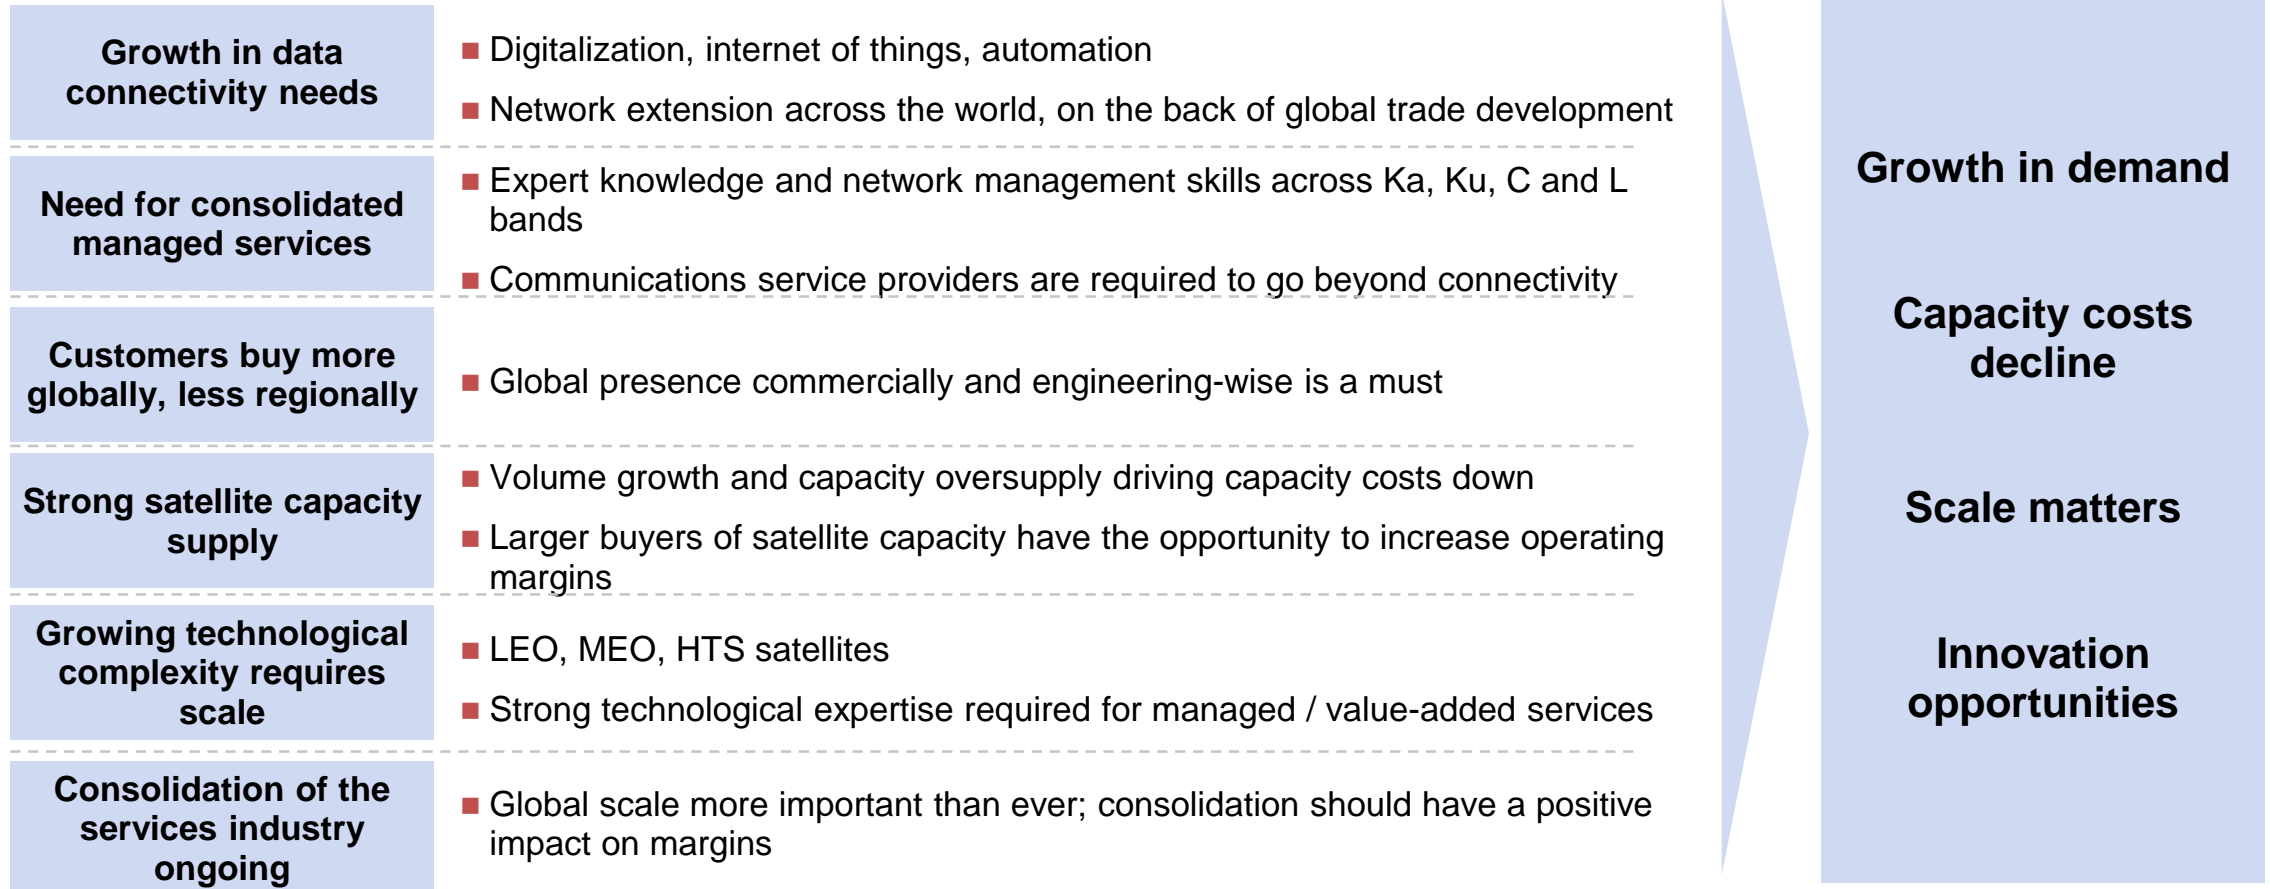 Growth in data
connectivity needs
■ Digitalization, internet of things, automation
■ Network extension across the world, on the back of global trade development
Need for consolidated
managed services
■ Expert knowledge and network management skills across Ka, Ku, C and L
bands
■ Communications service providers are required to go beyond connectivity
Customers buy more
globally, less regionally
■ Global presence commercially and engineering-wise is a must
Strong satellite capacity
supply
■ Volume growth and capacity oversupply driving capacity costs down
■ Larger buyers of satellite capacity have the opportunity to increase operating
margins
Growing technological
complexity requires
scale
■ LEO, MEO, HTS satellites
■ Strong technological expertise required for managed / value-added services
Consolidation of the
services industry
ongoing
■ Global scale more important than ever; consolidation should have a positive
impact on margins
Growth in demand
Capacity costs
decline
Scale matters
Innovation
opportunities